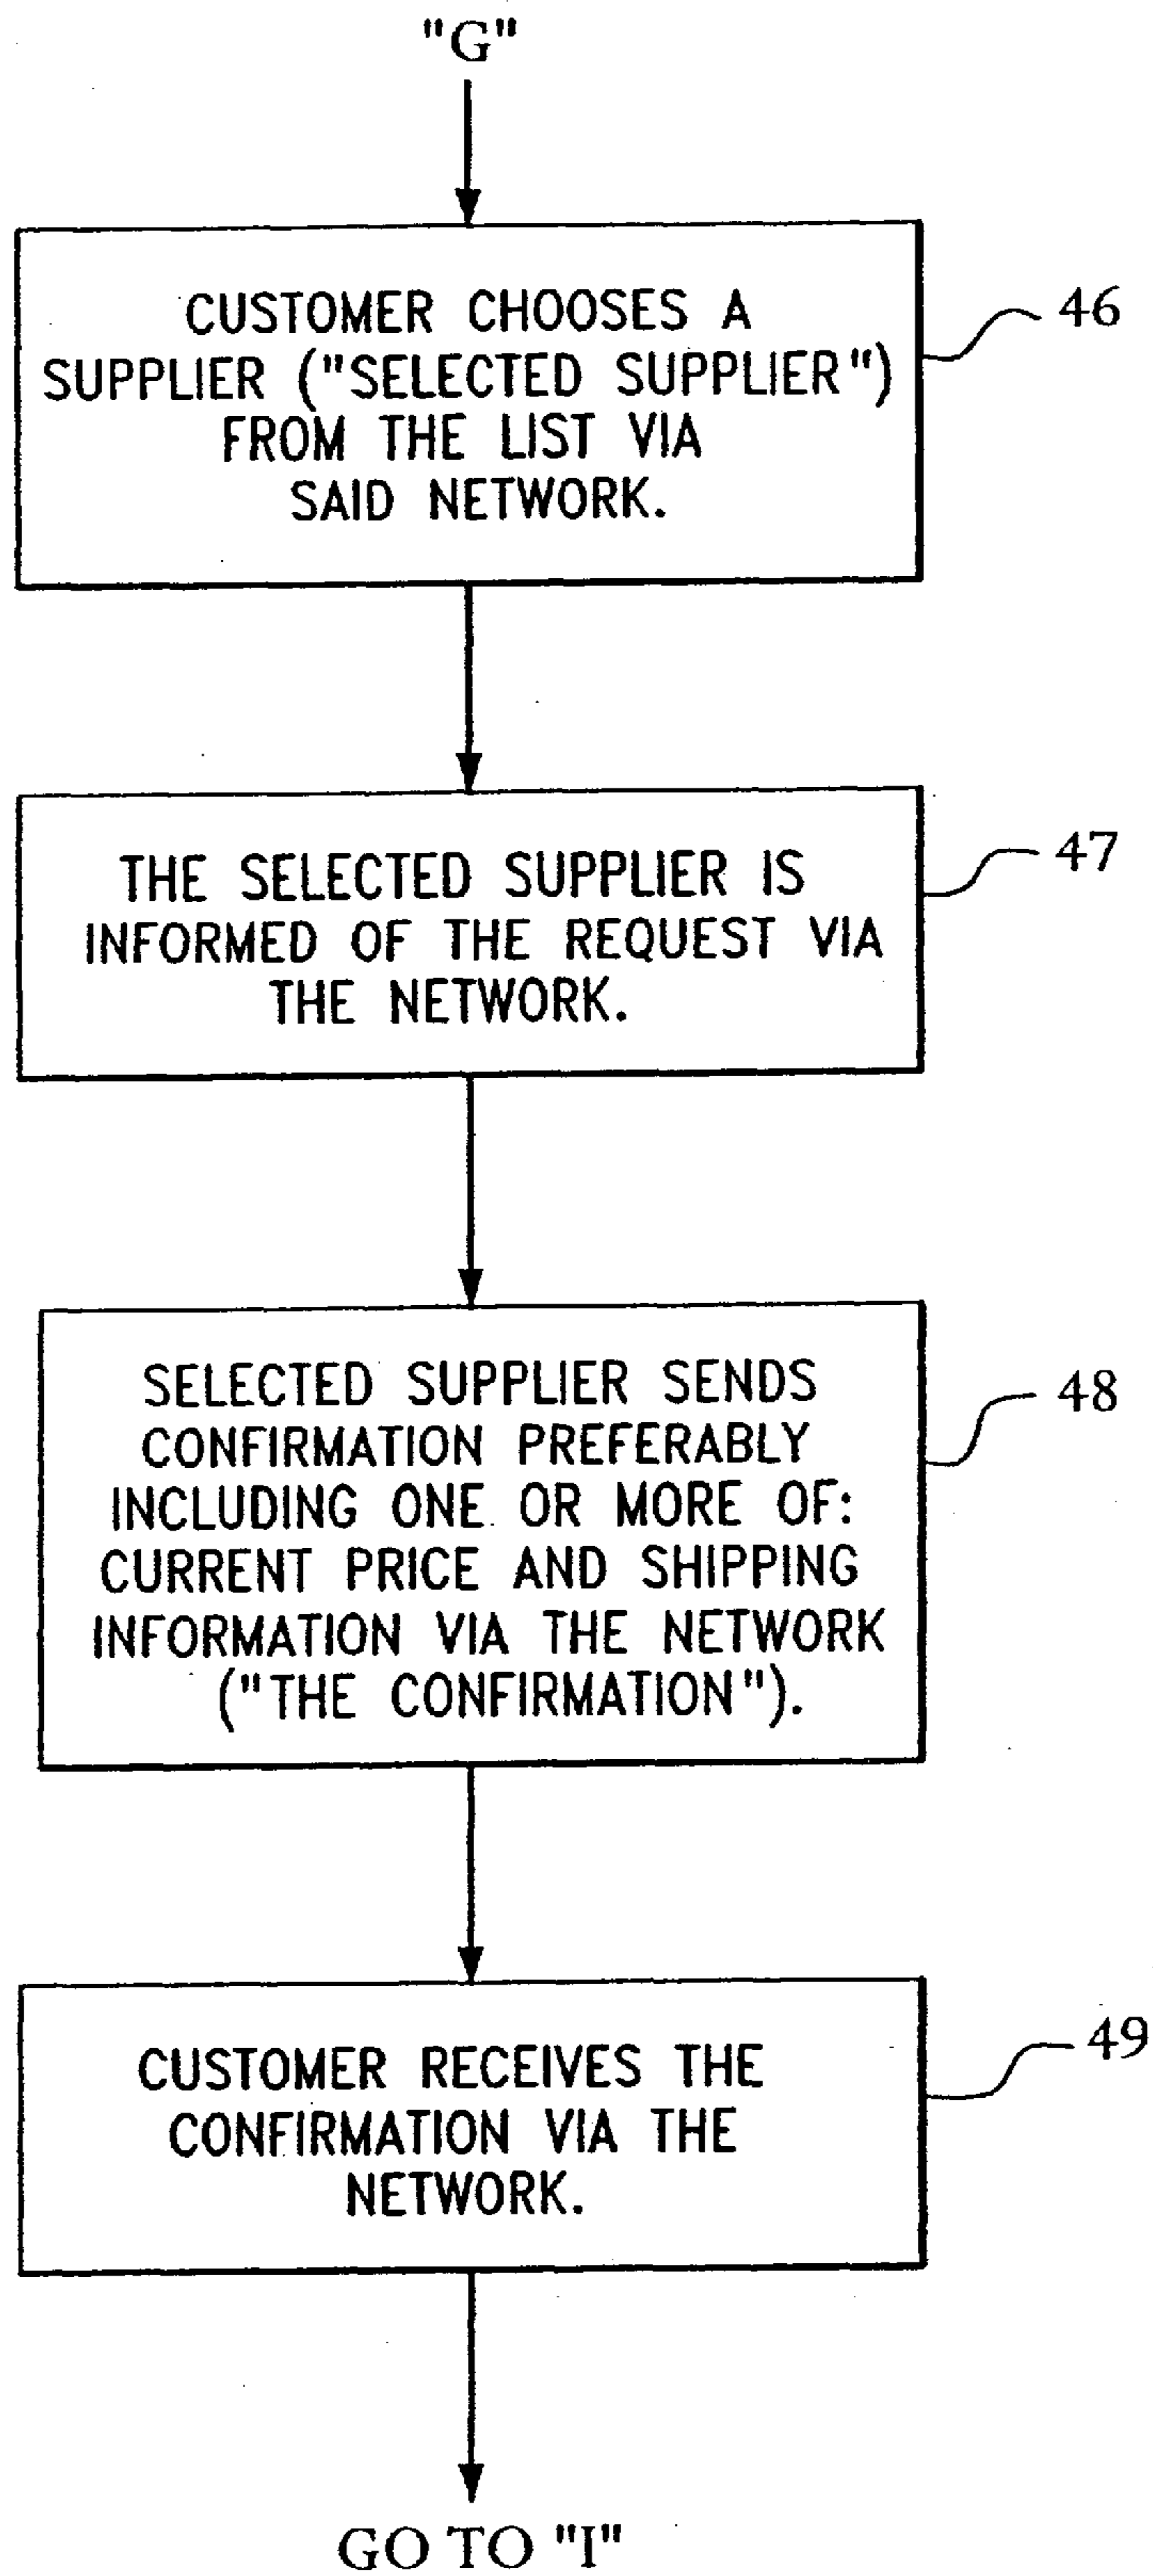 "G"
CUSTOMER CHOOSES A
SUPPLIER ("SELECTED SUPPLIER")
FROM THE LIST VIA
SAID NETWORK.
46
THE SELECTED SUPPLIER IS
INFORMED OF THE REQUEST VIA
THE NETWORK.
47
SELECTED SUPPLIER SENDS
CONFIRMATION PREFERABLY
INCLUDING ONE OR MORE OF:
CURRENT PRICE AND SHIPPING
INFORMATION VIA THE NETWORK
("THE CONFIRMATION").
48
CUSTOMER RECEIVES THE
CONFIRMATION VIA THE
NETWORK.
49
GO TO "I"